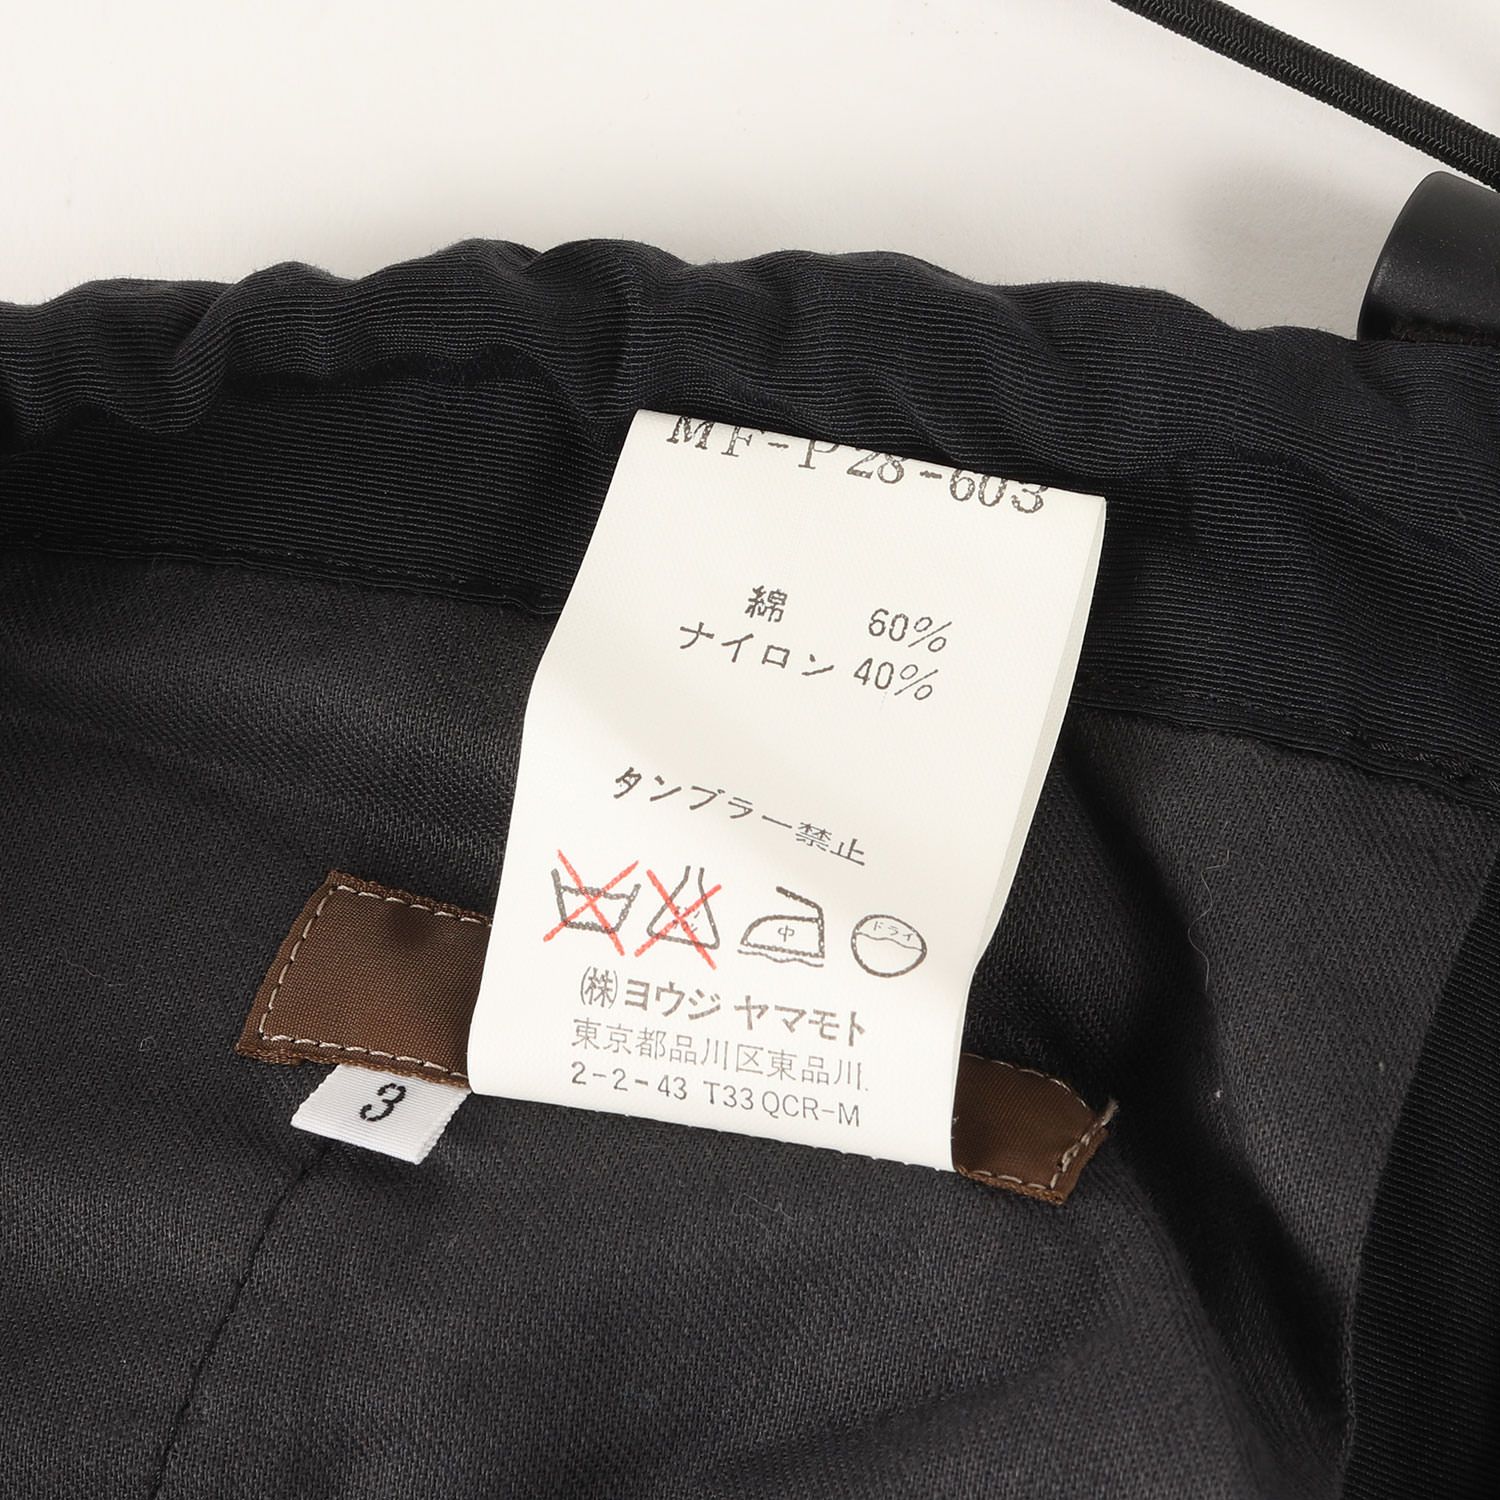 MF-P28-603
綿 60%
ナイロン 40%
タンブラー禁止
中
ドライ
(株)ヨウジ ヤマモト
東京都品川区東品川
2-2-43 T33QCR-M
3